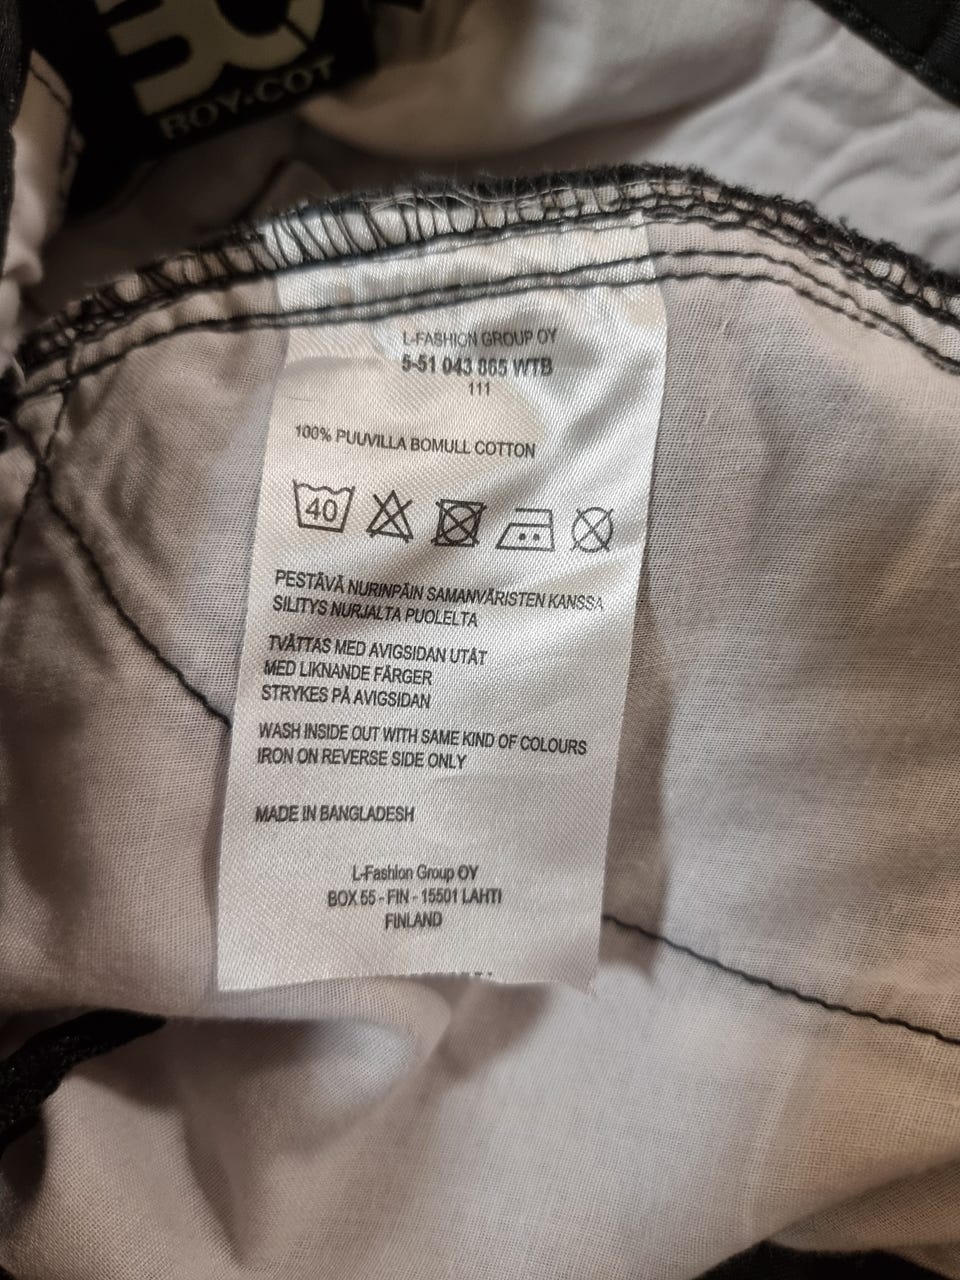 BOY•COT
L-FASHION GROUP OY
5-51 043 865 WTB
111
100% PUUVILLA BOMULL COTTON
40
PESTÄVÄ NURINPÄIN SAMANVÄRISTEN KANSSA
SILITYS NURJALTA PUOLELTA
TVÄTTAS MED AVIGSIDAN UTÅT
MED LIKNANDE FÄRGER
STRYKES PÅ AVIGSIDAN
WASH INSIDE OUT WITH SAME KIND OF COLOURS
IRON ON REVERSE SIDE ONLY
MADE IN BANGLADESH
L-Fashion Group OY
BOX 55 - FIN - 15501 LAHTI
FINLAND